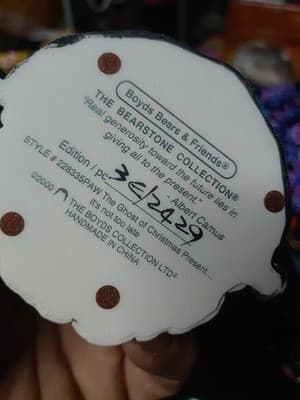 Boyds Bears & Friends®
THE BEARSTONE COLLECTION®
"Real generosity toward the future lies in
giving all to the present."
- Albert Camus
Edition / pc 3E/2429
STYLE # 228335PAW The Ghost of Christmas Present...
It's not too late
©2000 THE BOYDS COLLECTION LTD®
HANDMADE IN CHINA